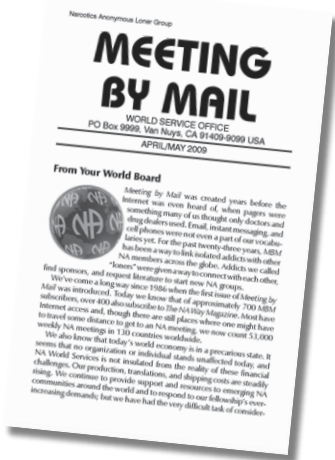 Narcotics Anonymous Loner Group
MEETING
BY MAIL
WORLD SERVICE OFFICE
PO Box 9999, Van Nuys, CA 91409-9099 USA
APRIL/MAY 2009
From Your World Board
Meeting by Mail was created years before the
Internet was even heard of, when pagers were
something many of us thought only doctors and
drug dealers used. Email, instant messaging, and
cell phones were not even a part of our vocabu-
laries yet. For the past twenty-three years, MBM
has been a way to link isolated addicts with other
NA members across the globe. Addicts we called
"loners" were given a way to connect with each other,
find sponsors, and request literature to start new NA groups.
We've come a long way since 1986 when the first issue of Meeting by
Mail was introduced. Today we know that of approximately 700 MBM
subscribers, over 400 also subscribe to The NA Way Magazine. Most have
Internet access and, though there are still places where one might have
to travel some distance to get to an NA meeting, we now count 53,000
weekly NA meetings in 130 countries worldwide.
We also know that today's world economy is in a precarious state. It
seems that no organization or individual stands unaffected today, and
NA World Services is not insulated from the reality of these financial
challenges. Our production, translations, and shipping costs are steadily
rising. We continue to provide support and resources to emerging NA
communities around the world and to respond to our fellowship's ever-
increasing demands; but we have had the very difficult task of consider-
NA
NA
NA